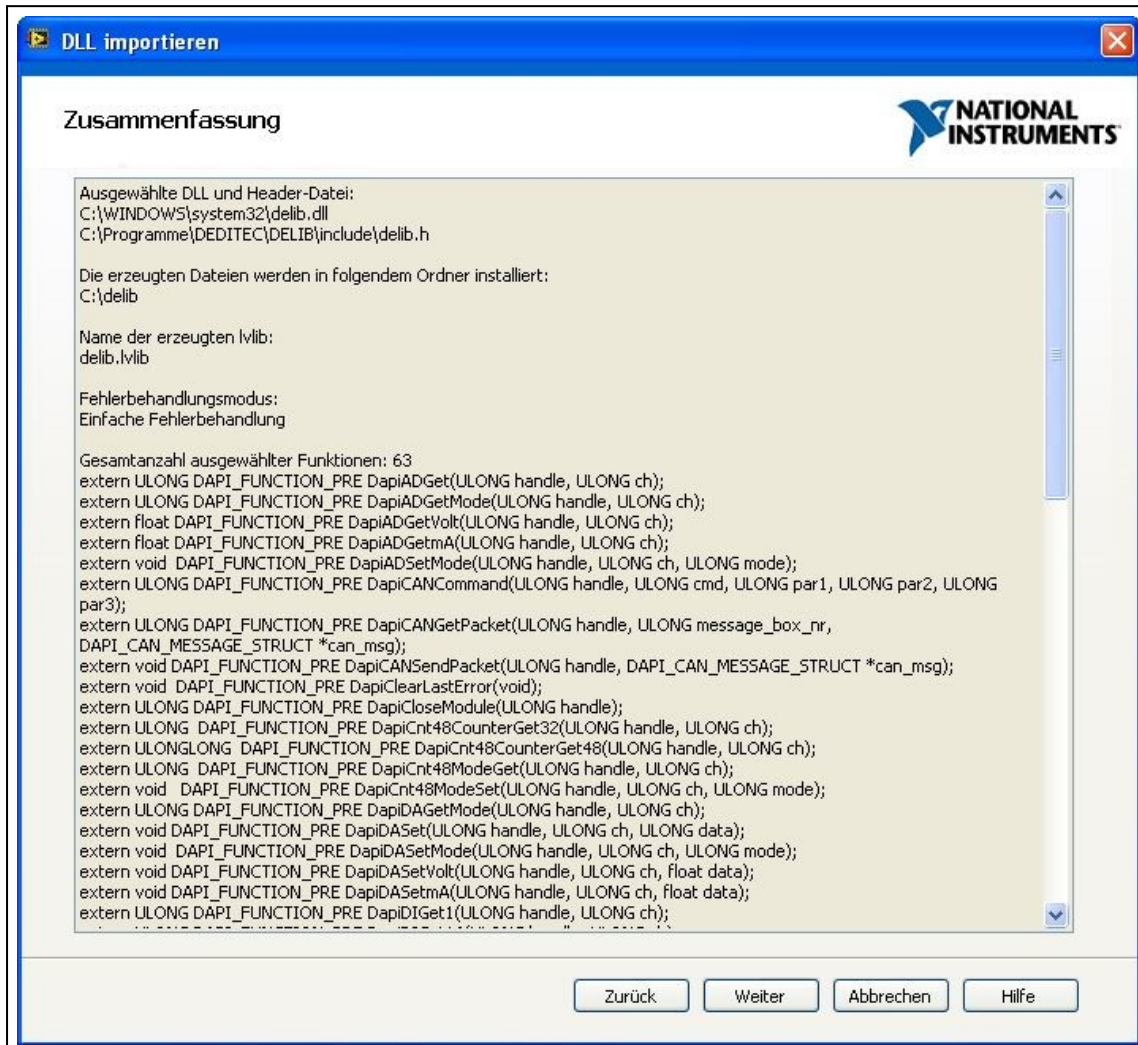 DLL importieren
Zusammenfassung
NATIONAL
INSTRUMENTS
Ausgewählte DLL und Header-Datei:
C:\WINDOWS\system32\delib.dll
C:\Programme\DEDITEC\DELIB\include\delib.h
Die erzeugten Dateien werden in folgendem Ordner installiert:
C:\delib
Name der erzeugten lvlib:
delib.lvlib
Fehlerbehandlungsmodus:
Einfache Fehlerbehandlung
Gesamtanzahl ausgewählter Funktionen: 63
extern ULONG DAPI_FUNCTION_PRE DapiADGet(ULONG handle, ULONG ch);
extern ULONG DAPI_FUNCTION_PRE DapiADGetMode(ULONG handle, ULONG ch);
extern float DAPI_FUNCTION_PRE DapiADGetVolt(ULONG handle, ULONG ch);
extern float DAPI_FUNCTION_PRE DapiADGetmA(ULONG handle, ULONG ch);
extern void  DAPI_FUNCTION_PRE DapiADSetMode(ULONG handle, ULONG ch, ULONG mode);
extern ULONG DAPI_FUNCTION_PRE DapiCANCommand(ULONG handle, ULONG cmd, ULONG par1, ULONG par2, ULONG
par3);
extern ULONG DAPI_FUNCTION_PRE DapiCANGetPacket(ULONG handle, ULONG message_box_nr,
DAPI_CAN_MESSAGE_STRUCT *can_msg);
extern void DAPI_FUNCTION_PRE DapiCANSendPacket(ULONG handle, DAPI_CAN_MESSAGE_STRUCT *can_msg);
extern void  DAPI_FUNCTION_PRE DapiClearLastError(void);
extern ULONG DAPI_FUNCTION_PRE DapiCloseModule(ULONG handle);
extern ULONG  DAPI_FUNCTION_PRE DapiCnt48CounterGet32(ULONG handle, ULONG ch);
extern ULONGLONG  DAPI_FUNCTION_PRE DapiCnt48CounterGet48(ULONG handle, ULONG ch);
extern ULONG  DAPI_FUNCTION_PRE DapiCnt48ModeGet(ULONG handle, ULONG ch);
extern void   DAPI_FUNCTION_PRE DapiCnt48ModeSet(ULONG handle, ULONG ch, ULONG mode);
extern ULONG DAPI_FUNCTION_PRE DapiDAGetMode(ULONG handle, ULONG ch);
extern void DAPI_FUNCTION_PRE DapiDASet(ULONG handle, ULONG ch, ULONG data);
extern void  DAPI_FUNCTION_PRE DapiDASetMode(ULONG handle, ULONG ch, ULONG mode);
extern void DAPI_FUNCTION_PRE DapiDASetVolt(ULONG handle, ULONG ch, float data);
extern void DAPI_FUNCTION_PRE DapiDASetmA(ULONG handle, ULONG ch, float data);
extern ULONG DAPI_FUNCTION_PRE DapiDIGet1(ULONG handle, ULONG ch);
Zurück
Weiter
Abbrechen
Hilfe